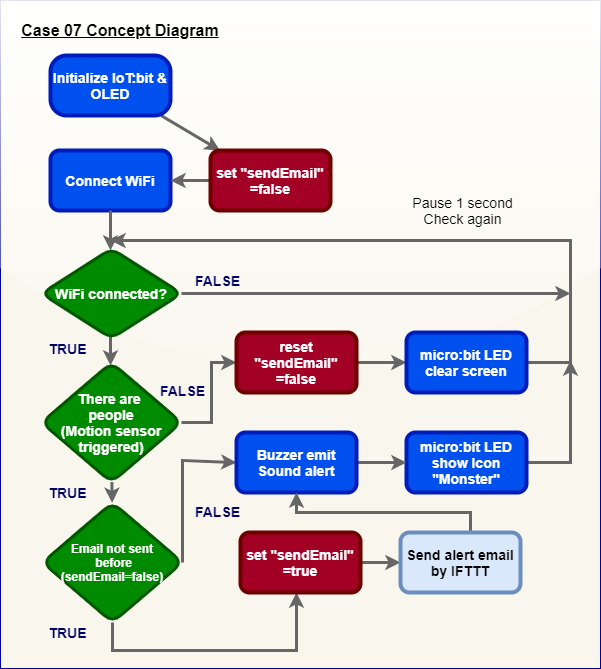 Case 07 Concept Diagram
Initialize IoT:bit &
OLED
set "sendEmail"
=false
Connect WiFi
Pause 1 second
Check again
WiFi connected?
FALSE
TRUE
reset
"sendEmail"
=false
micro:bit LED
clear screen
There are
people
(Motion sensor
triggered)
FALSE
TRUE
Buzzer emit
Sound alert
micro:bit LED
show Icon
"Monster"
FALSE
Email not sent
before
(sendEmail=false)
set "sendEmail"
=true
Send alert email
by IFTTT
TRUE